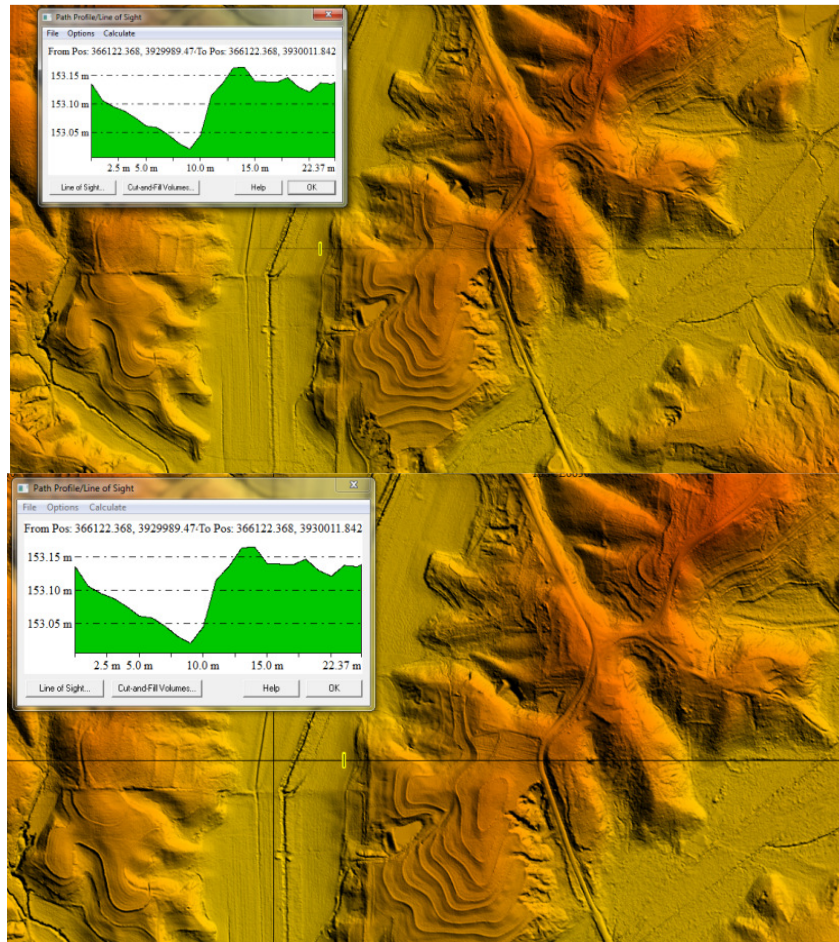 Path Profile/Line of Sight
File Options Calculate
From Pos: 366122.368, 3929989.47 To Pos: 366122.368, 3930011.842
153.15 m
153.10 m
153.05 m
2.5 m 5.0 m 10.0 m 15.0 m 22.37 m
Line of Sight... Cut-and-Fill Volumes... Help OK
Path Profile/Line of Sight
File Options Calculate
From Pos: 366122.368, 3929989.47 To Pos: 366122.368, 3930011.842
153.15 m
153.10 m
153.05 m
2.5 m 5.0 m 10.0 m 15.0 m 22.37 m
Line of Sight... Cut-and-Fill Volumes... Help OK